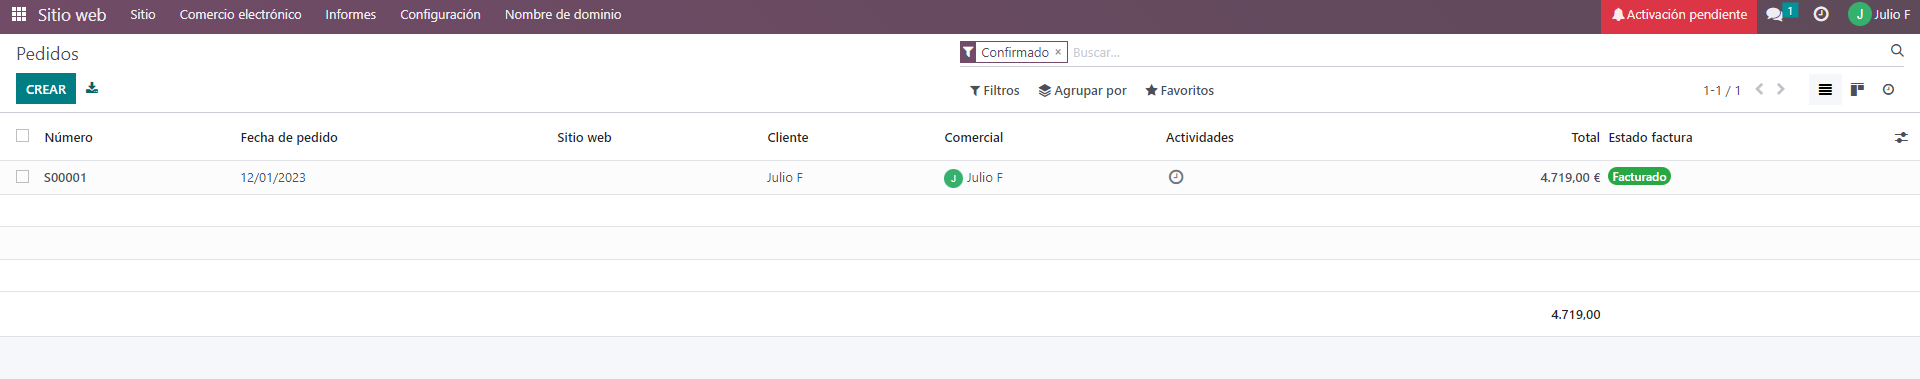 Sitio web Sitio Comercio electrónico Informes Configuración Nombre de dominio Activación pendiente 1 J Julio F
Pedidos Confirmado × Buscar...
CREAR Filtros Agrupar por Favoritos 1-1 / 1
Número Fecha de pedido Sitio web Cliente Comercial Actividades Total Estado factura
S00001 12/01/2023 Julio F J Julio F 4.719,00 € Facturado
4.719,00